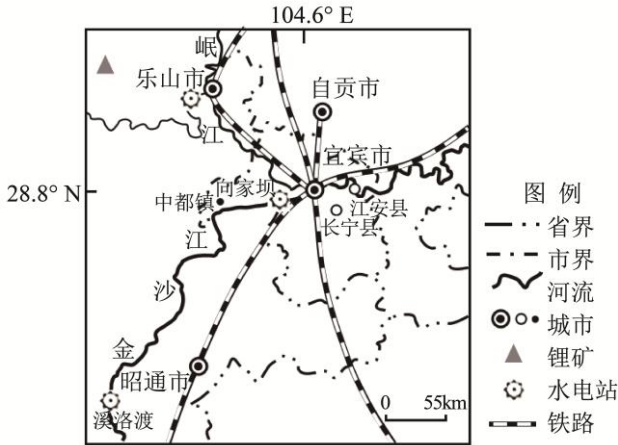 104.6° E
岷
乐山市
自贡市
江
宜宾市
28.8° N
向家坝
中都镇
江安县
长宁县
江
沙
金
昭通市
溪洛渡
0 55km
图 例
省界
市界
河流
城市
锂矿
水电站
铁路